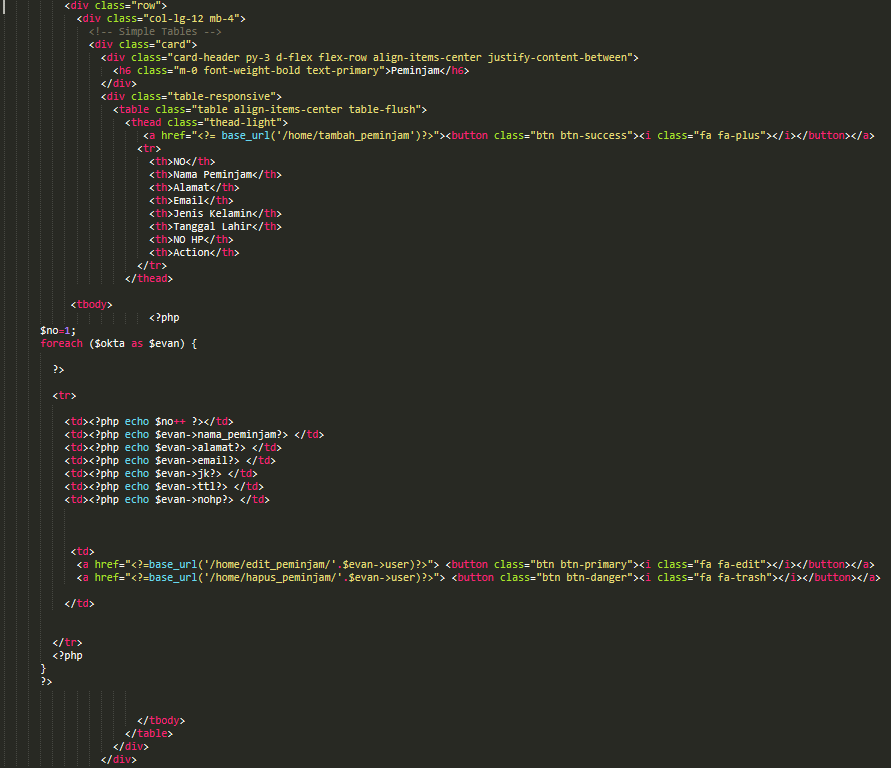 <div class="row">
<div class="col-lg-12 mb-4">
<!-- Simple Tables -->
<div class="card">
<div class="card-header py-3 d-flex flex-row align-items-center justify-content-between">
<h6 class="m-0 font-weight-bold text-primary">Peminjam</h6>
</div>
<div class="table-responsive">
<table class="table align-items-center table-flush">
<thead class="thead-light">
<a href="<?= base_url('/home/tambah_peminjam')?>"><button class="btn btn-success"><i class="fa fa-plus"></i></button></a>
<tr>
<th>NO</th>
<th>Nama Peminjam</th>
<th>Alamat</th>
<th>Email</th>
<th>Jenis Kelamin</th>
<th>Tanggal Lahir</th>
<th>NO HP</th>
<th>Action</th>
</tr>
</thead>
<tbody>
<?php
$no=1;
foreach ($okta as $evan) {
?>
<tr>
<td><?php echo $no++ ?></td>
<td><?php echo $evan->nama_peminjam?> </td>
<td><?php echo $evan->alamat?> </td>
<td><?php echo $evan->email?> </td>
<td><?php echo $evan->jk?> </td>
<td><?php echo $evan->ttl?> </td>
<td><?php echo $evan->nohp?> </td>
<td>
<a href="<?=base_url('/home/edit_peminjam/'.$evan->user)?>"> <button class="btn btn-primary"><i class="fa fa-edit"></i></button></a>
<a href="<?=base_url('/home/hapus_peminjam/'.$evan->user)?>"> <button class="btn btn-danger"><i class="fa fa-trash"></i></button></a>
</td>
</tr>
<?php
}
?>
</tbody>
</table>
</div>
</div>